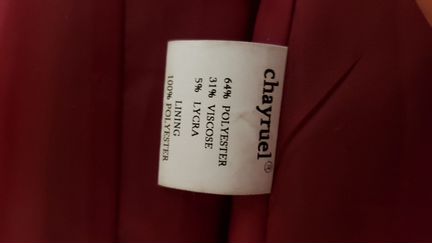 chayruel®
64% POLYESTER
31% VISCOSE
5% LYCRA
LINING
100% POLYESTER